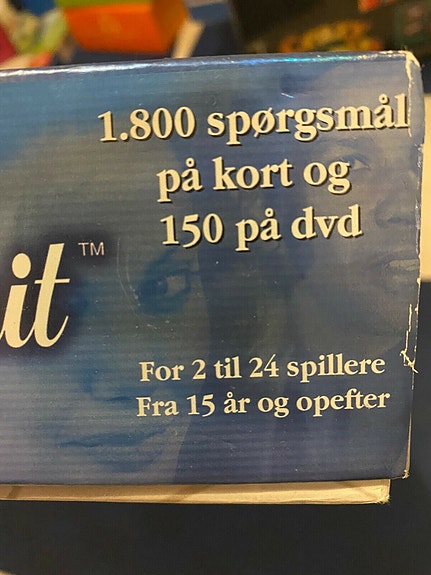 1.800 spørgsmål
på kort og
150 på dvd
it™
For 2 til 24 spillere
Fra 15 år og opefter